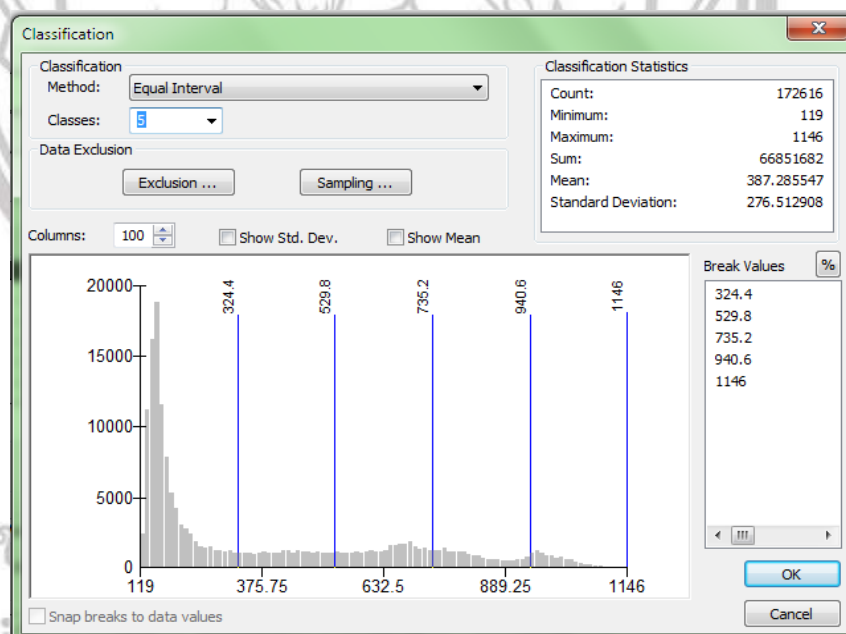 Classification
Classification
Method: Equal Interval
Classes: 5
Data Exclusion
Exclusion ...
Sampling ...
Classification Statistics
Count: 172616
Minimum: 119
Maximum: 1146
Sum: 66851682
Mean: 387.285547
Standard Deviation: 276.512908
Columns: 100
Show Std. Dev.
Show Mean
Break Values
%
324.4
529.8
735.2
940.6
1146
20000
15000
10000
5000
0
324.4
529.8
735.2
940.6
1146
119
375.75
632.5
889.25
1146
OK
Snap breaks to data values
Cancel